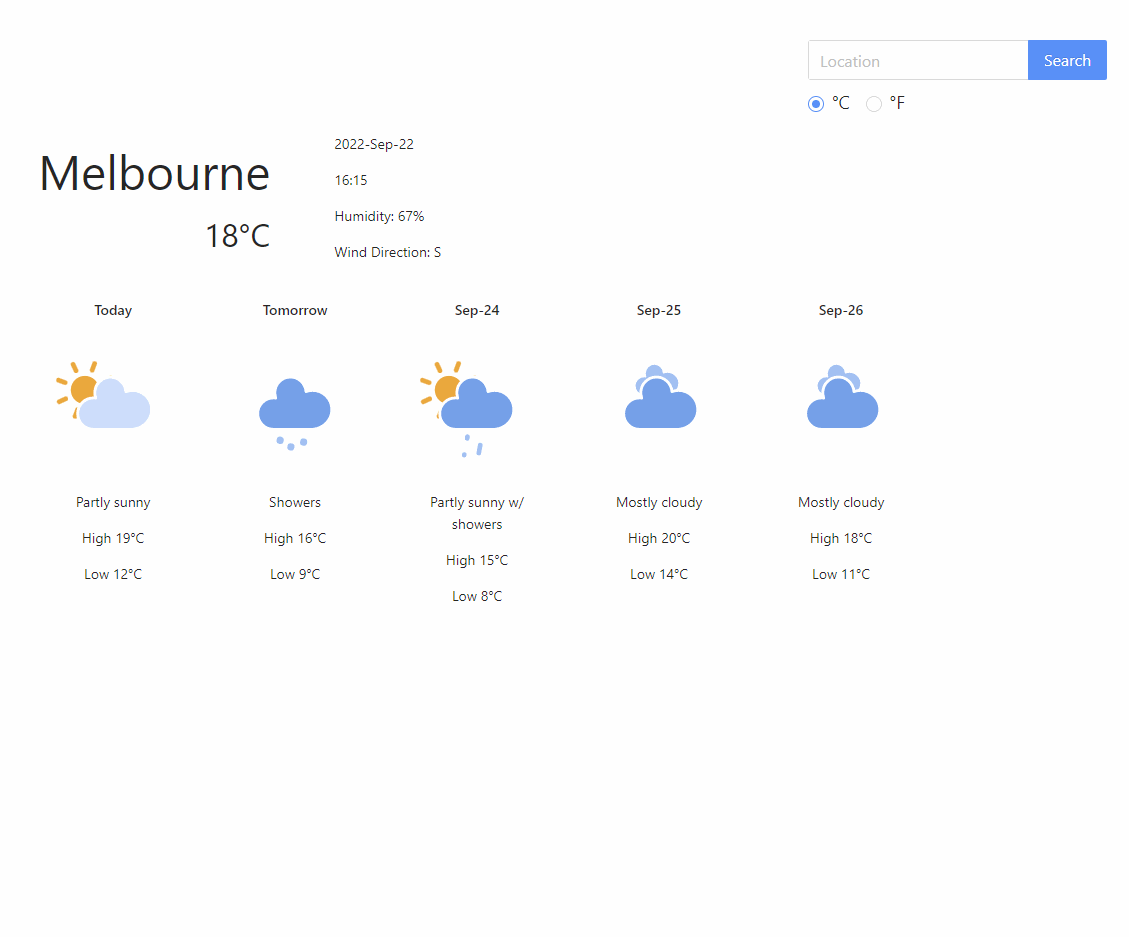 Location
Search
°C
°F
Melbourne
18°C
2022-Sep-22
16:15
Humidity: 67%
Wind Direction: S
Today
Partly sunny
High 19°C
Low 12°C
Tomorrow
Showers
High 16°C
Low 9°C
Sep-24
Partly sunny w/
showers
High 15°C
Low 8°C
Sep-25
Mostly cloudy
High 20°C
Low 14°C
Sep-26
Mostly cloudy
High 18°C
Low 11°C